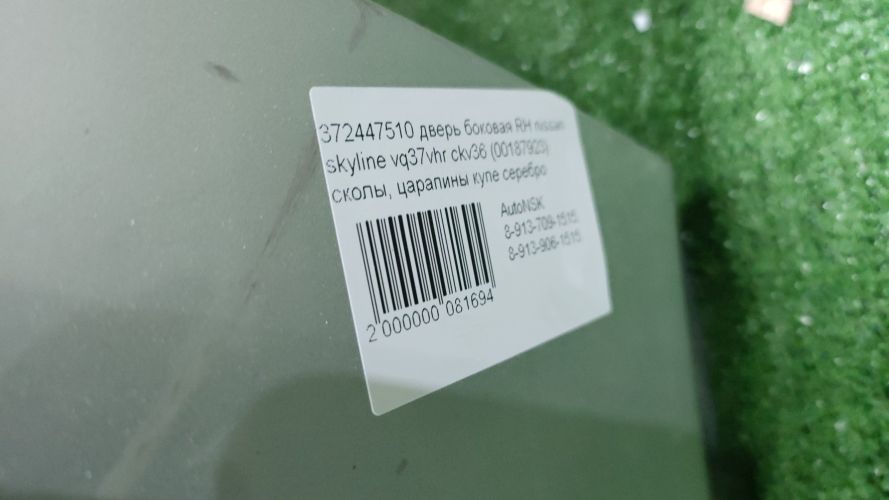 372447510 дверь боковая RH nissan
skyline vq37vhr ckv36 (00187923)
сколы, царапины купе серебро
AutoNSK
8-913-709-1515
8-913-906-1515
2 000000 081694